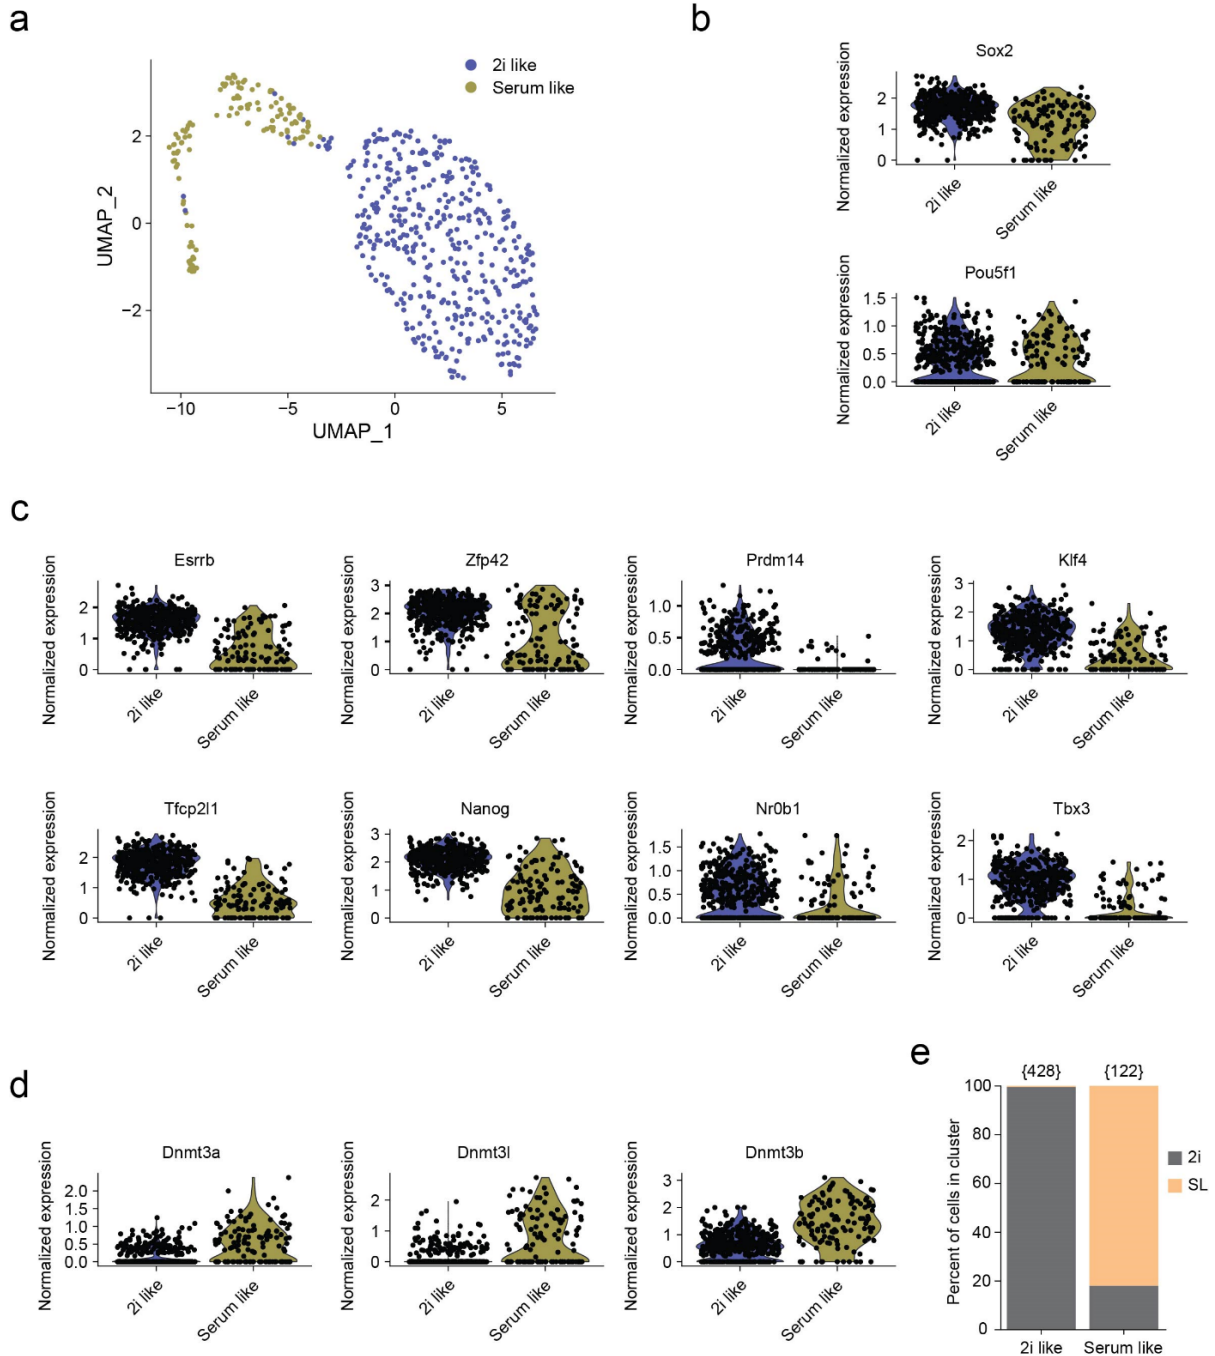 a
2i like
Serum like
UMAP_2
2
0
−2
−10
−5
0
5
UMAP_1
b
Sox2
Normalized expression
2
1
0
2i like
Serum like
Pou5f1
Normalized expression
1.5
1.0
0.5
0.0
2i like
Serum like
c
Esrrb
Normalized expression
2
1
0
2i like
Serum like
Zfp42
Normalized expression
3
2
1
0
2i like
Serum like
Prdm14
Normalized expression
1.0
0.5
0.0
2i like
Serum like
Klf4
Normalized expression
3
2
1
0
2i like
Serum like
Tfcp2l1
Normalized expression
2
1
0
2i like
Serum like
Nanog
Normalized expression
3
2
1
0
2i like
Serum like
Nr0b1
Normalized expression
1.5
1.0
0.5
0.0
2i like
Serum like
Tbx3
Normalized expression
2
1
0
2i like
Serum like
d
Dnmt3a
Normalized expression
2.0
1.5
1.0
0.5
0.0
2i like
Serum like
Dnmt3l
Normalized expression
2
1
0
2i like
Serum like
Dnmt3b
Normalized expression
3
2
1
0
2i like
Serum like
e
{428}
{122}
Percent of cells in cluster
100
80
60
40
20
0
2i like
Serum like
2i
SL